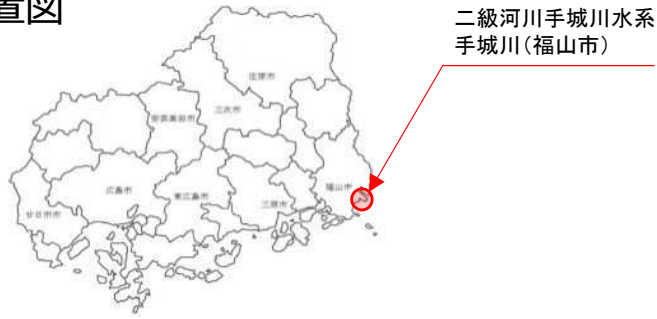 置図
二級河川手城川水系
手城川(福山市)
庄原市
三次市
安芸高田市
福山市
広島市
東広島市
三原市
廿日市市